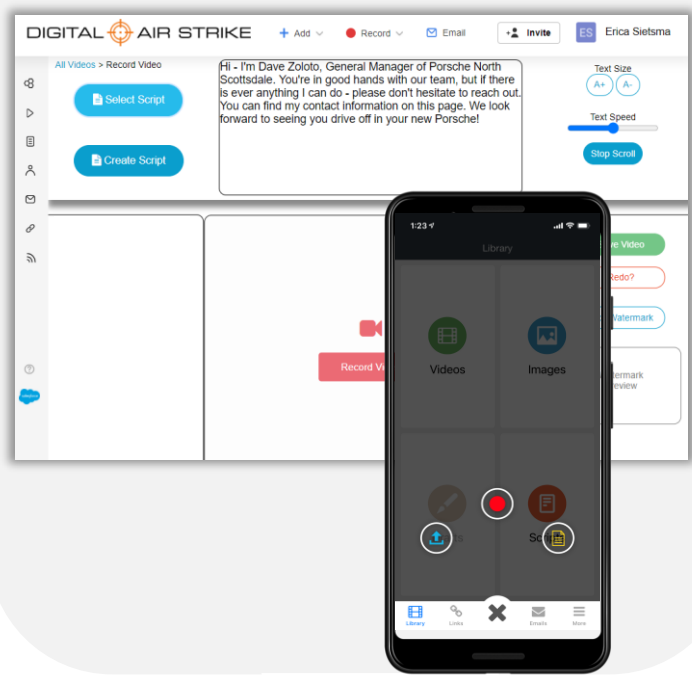 DIGITAL AIR STRIKE
Add
Record
Email
Invite
ES
Erica Sietsma
All Videos > Record Video
Select Script
Create Script
Hi - I'm Dave Zoloto, General Manager of Porsche North
Scottsdale. You're in good hands with our team, but if there
is ever anything I can do - please don't hesitate to reach out.
You can find my contact information on this page. We look
forward to seeing you drive off in your new Porsche!
Text Size
A+
A-
Text Speed
Stop Scroll
Record
Video
Redo?
Watermark
1:23
Library
Videos
Images
Library
Links
Emails
More